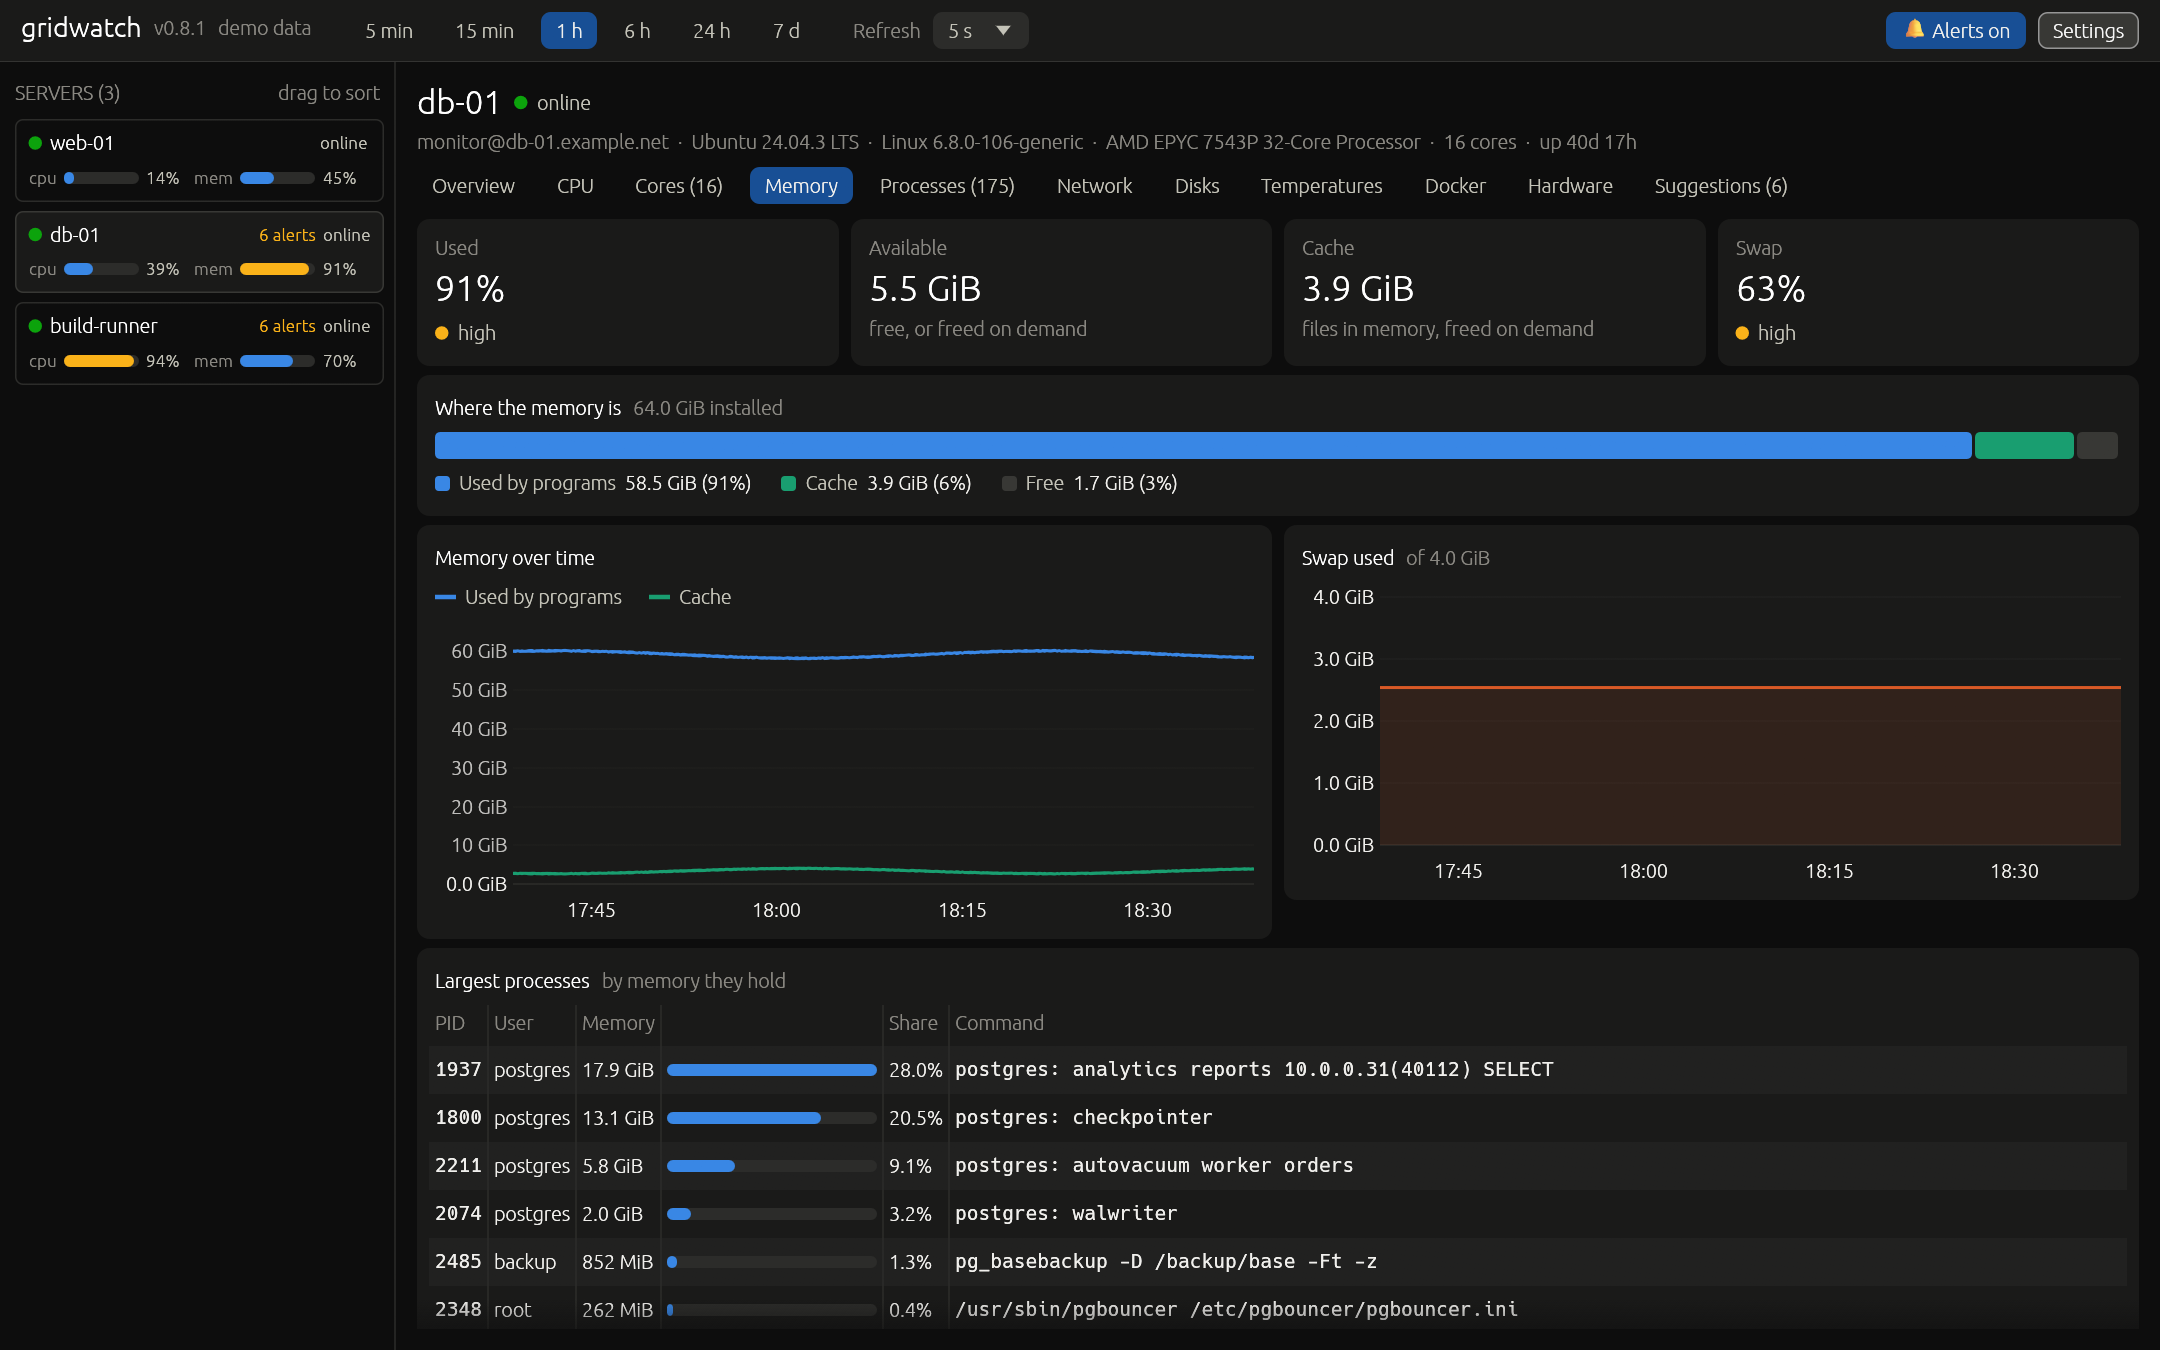 gridwatch v0.8.1 demo data 5 min 15 min 1 h 6 h 24 h 7 d Refresh 5 s Alerts on Settings
SERVERS (3) drag to sort
web-01 online
cpu 14% mem 45%
db-01 6 alerts online
cpu 39% mem 91%
build-runner 6 alerts online
cpu 94% mem 70%
db-01 online
monitor@db-01.example.net · Ubuntu 24.04.3 LTS · Linux 6.8.0-106-generic · AMD EPYC 7543P 32-Core Processor · 16 cores · up 40d 17h
Overview CPU Cores (16) Memory Processes (175) Network Disks Temperatures Docker Hardware Suggestions (6)
Used
91%
high
Available
5.5 GiB
free, or freed on demand
Cache
3.9 GiB
files in memory, freed on demand
Swap
63%
high
Where the memory is 64.0 GiB installed
Used by programs 58.5 GiB (91%) Cache 3.9 GiB (6%) Free 1.7 GiB (3%)
Memory over time
Used by programs Cache
60 GiB
50 GiB
40 GiB
30 GiB
20 GiB
10 GiB
0.0 GiB
17:45 18:00 18:15 18:30
Swap used of 4.0 GiB
4.0 GiB
3.0 GiB
2.0 GiB
1.0 GiB
0.0 GiB
17:45 18:00 18:15 18:30
Largest processes by memory they hold
PID User Memory Share Command
1937 postgres 17.9 GiB 28.0% postgres: analytics reports 10.0.0.31(40112) SELECT
1800 postgres 13.1 GiB 20.5% postgres: checkpointer
2211 postgres 5.8 GiB 9.1% postgres: autovacuum worker orders
2074 postgres 2.0 GiB 3.2% postgres: walwriter
2485 backup 852 MiB 1.3% pg_basebackup -D /backup/base -Ft -z
2348 root 262 MiB 0.4% /usr/sbin/pgbouncer /etc/pgbouncer/pgbouncer.ini